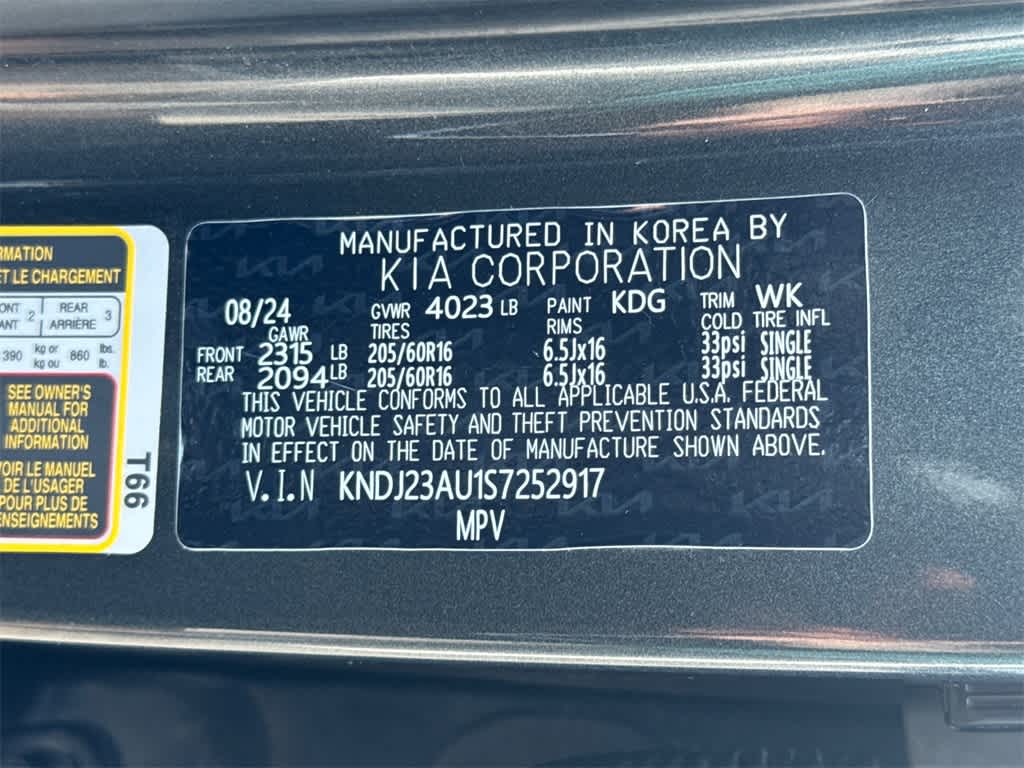 RMATION
ET LE CHARGEMENT
2 REAR 3
ARRIÈRE
390 kg or 860 lbs.
kg ou lb.
SEE OWNER'S
MANUAL FOR
ADDITIONAL
INFORMATION
VOIR LE MANUEL
DE L'USAGER
POUR PLUS DE
ENSEIGNEMENTS
T66
MANUFACTURED IN KOREA BY
KIA CORPORATION
08/24 GVWR 4023 LB PAINT KDG TRIM WK
GAWR TIRES RIMS COLD TIRE INFL
FRONT 2315 LB 205/60R16 6.5Jx16 33psi SINGLE
REAR 2094 LB 205/60R16 6.5Jx16 33psi SINGLE
THIS VEHICLE CONFORMS TO ALL APPLICABLE U.S.A. FEDERAL
MOTOR VEHICLE SAFETY AND THEFT PREVENTION STANDARDS
IN EFFECT ON THE DATE OF MANUFACTURE SHOWN ABOVE.
V.I.N KNDJ23AU1S7252917
MPV